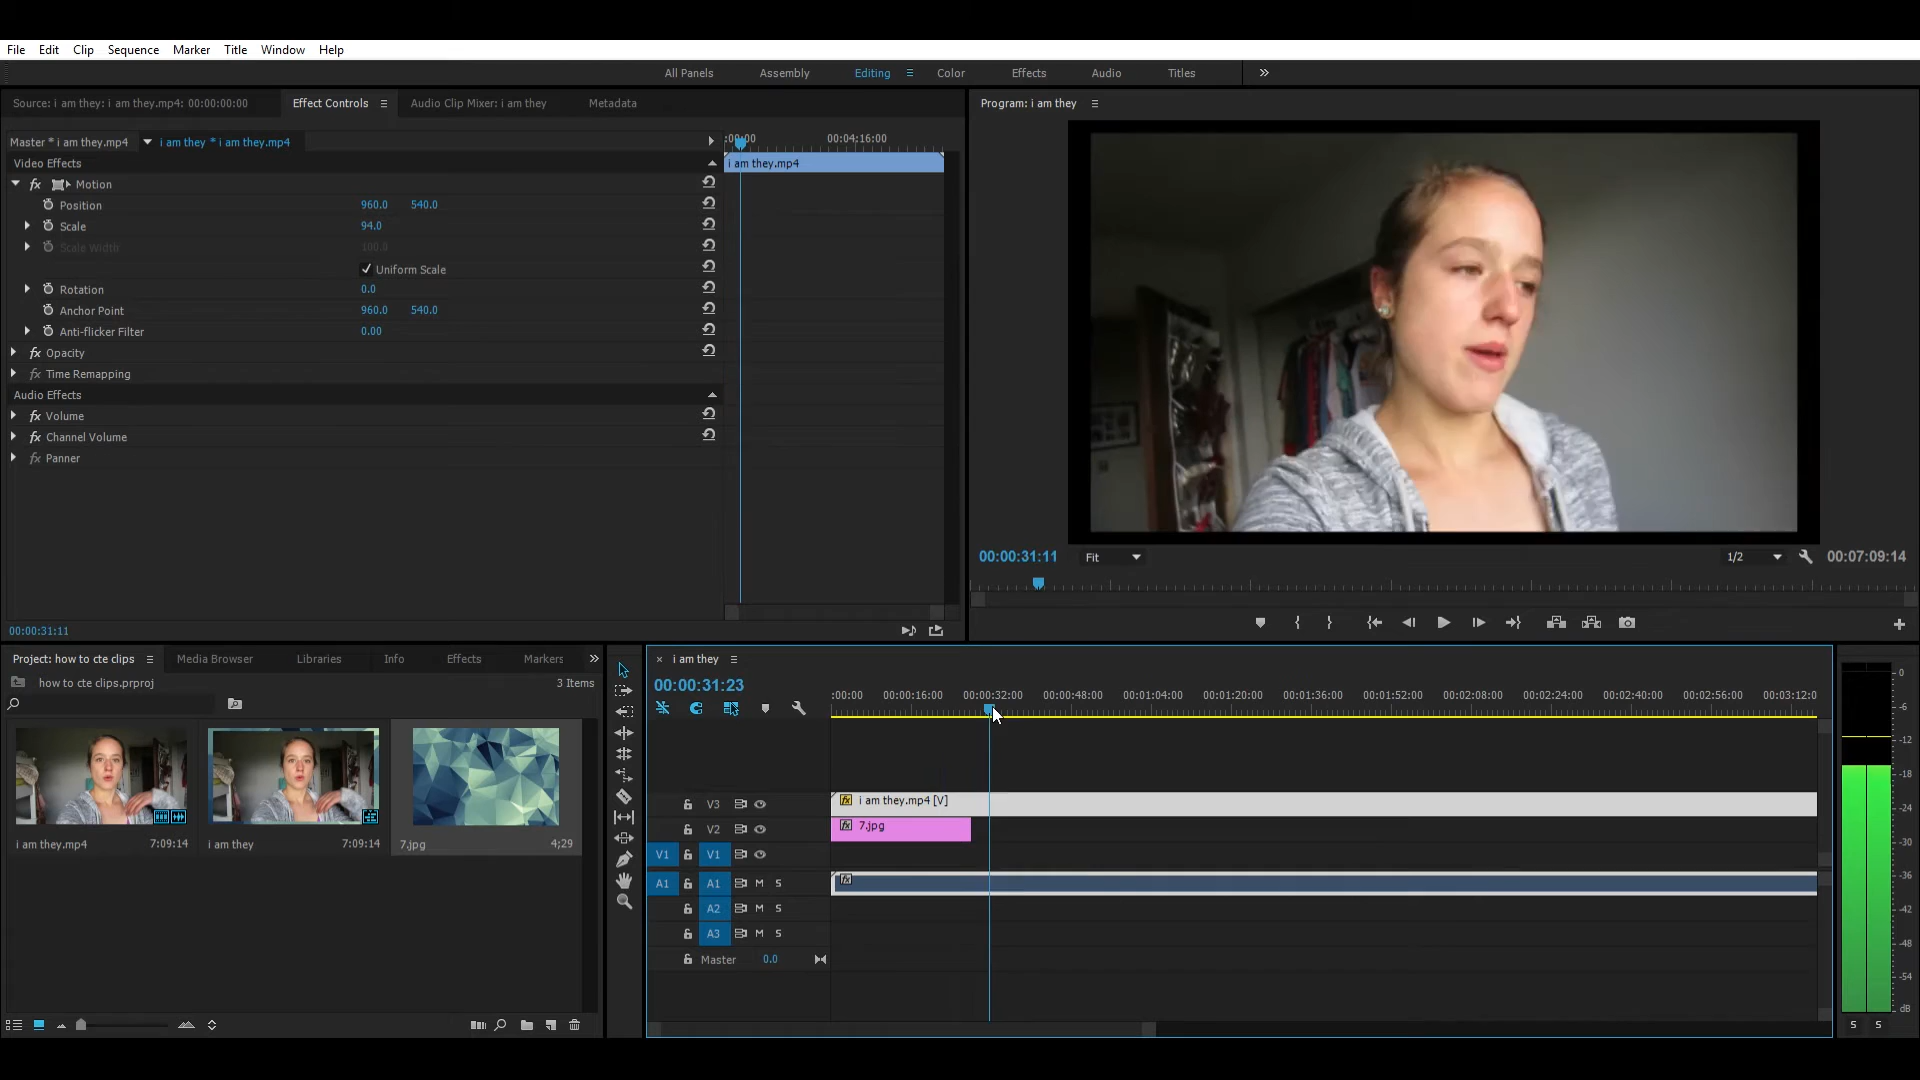 File Edit Clip Sequence Marker Title Window Help
All Panels Assembly Editing Color Effects Audio Titles
Source: i am they: i am they.mp4: 00:00:00:00 Effect Controls Audio Clip Mixer: i am they Metadata
Program: i am they
Master * i am they.mp4 i am they * i am they.mp4
:00:00 00:04:16:00
Video Effects
i am they.mp4
fx Motion
Position 960.0 540.0
Scale 94.0
Scale Width 100.0
Uniform Scale
Rotation 0.0
Anchor Point 960.0 540.0
Anti-flicker Filter 0.00
fx Opacity
fx Time Remapping
Audio Effects
fx Volume
fx Channel Volume
fx Panner
00:00:31:11
00:00:31:11 Fit 1/2 00:07:09:14
Project: how to cte clips Media Browser Libraries Info Effects Markers
how to cte clips.prproj 3 Items
i am they.mp4 7:09:14
i am they 7:09:14
7.jpg 4;29
i am they
00:00:31:23
:00:00 00:00:16:00 00:00:32:00 00:00:48:00 00:01:04:00 00:01:20:00 00:01:36:00 00:01:52:00 00:02:08:00 00:02:24:00 00:02:40:00 00:02:56:00 00:03:12:0
V3 fx i am they.mp4 [V]
V2 fx 7.jpg
V1 V1
A1 A1 M S fx
A2 M S
A3 M S
Master 0.0
0
-6
-12
-18
-24
-30
-36
-42
-48
-54
dB
S S